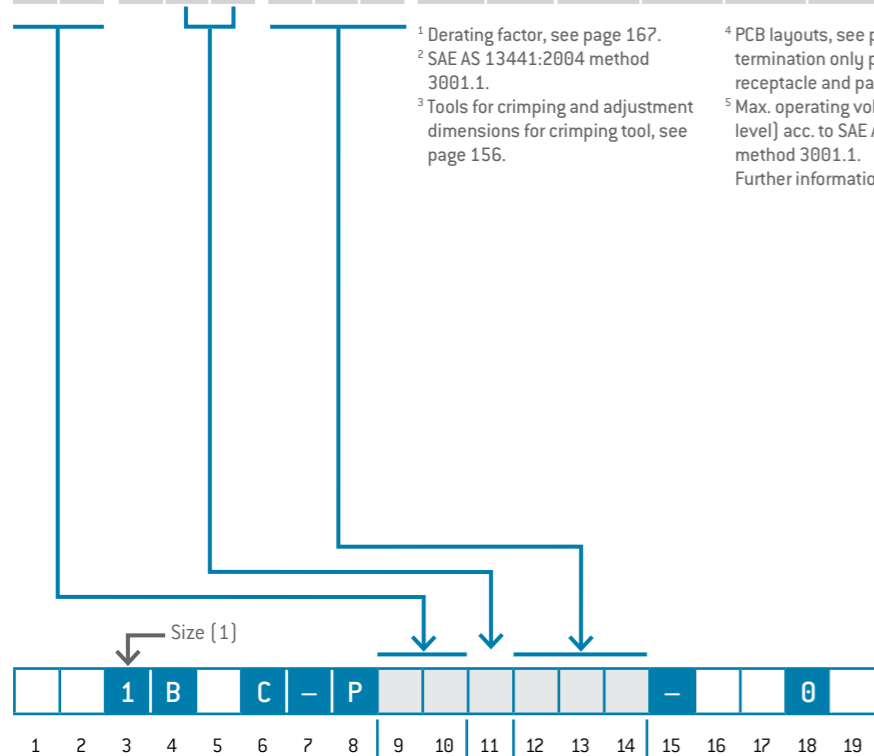 ¹ Derating factor, see page 167.
² SAE AS 13441:2004 method
3001.1.
³ Tools for crimping and adjustment
dimensions for crimping tool, see
page 156.
⁴ PCB layouts, see
termination only
receptacle and
⁵ Max. operating
level) acc. to SAE
method 3001.1.
Further
Size (1)
1 B C – P – 0
1 2 3 4 5 6 7 8 9 10 11 12 13 14 15 16 17 18 19